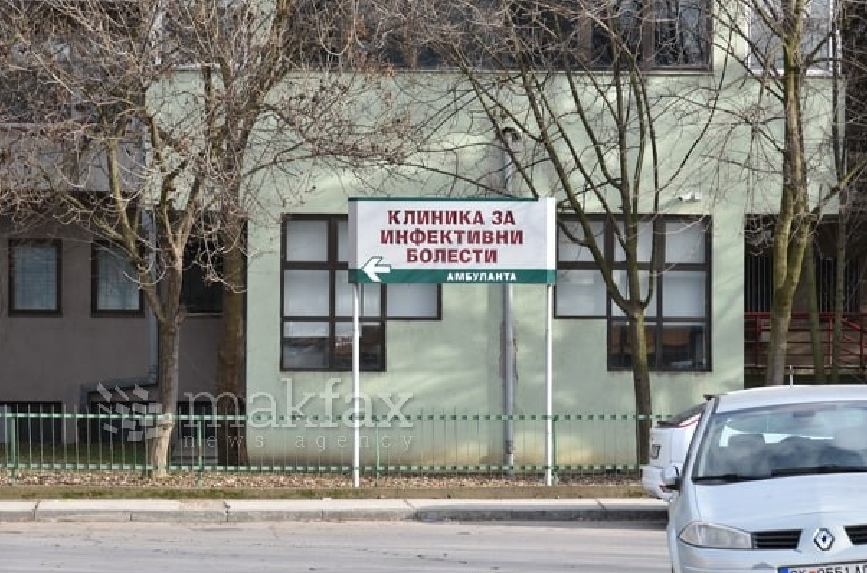 КЛИНИКА ЗА
ИНФЕКТИВНИ
БОЛЕСТИ
АМБУЛАНТА
makfax
news agency